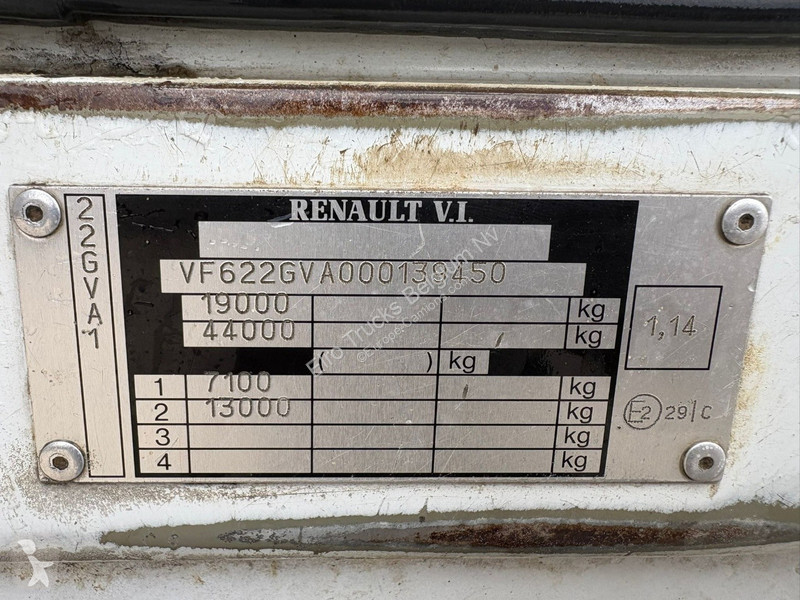 RENAULT V.I.
22GVA1
VF622GVA000138450
19000 kg
44000 kg
( ) kg
1 7100 kg
2 13000 kg
3 kg
4 kg
1,14
E2 29 C
Erro Trucks Belgium NV